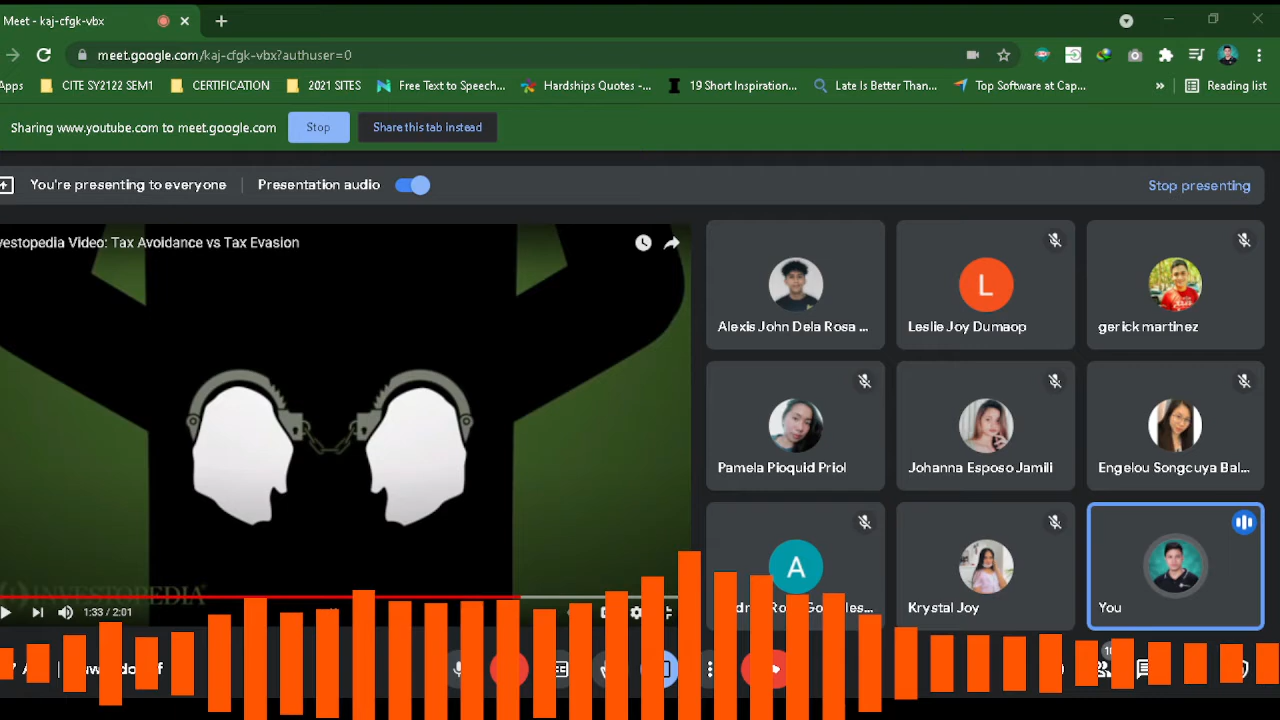 Meet - kaj-cfgk-vbx
meet.google.com/kaj-cfgk-vbx?authuser=0
Apps CITE SY2122 SEM1 CERTIFICATION 2021 SITES Free Text to Speech... Hardships Quotes -... 19 Short Inspiration... Late Is Better Than... Top Software at Cap... » Reading list
Sharing www.youtube.com to meet.google.com Stop Share this tab instead
You're presenting to everyone Presentation audio Stop presenting
vestopedia Video: Tax Avoidance vs Tax Evasion
Alexis John Dela Rosa ... L Leslie Joy Dumaop gerick martinez
Pamela Pioquid Priol Johanna Esposo Jamili Engelou Songcuya Bal...
A Krystal Joy You
INVESTOPEDIA
1:33 / 2:01